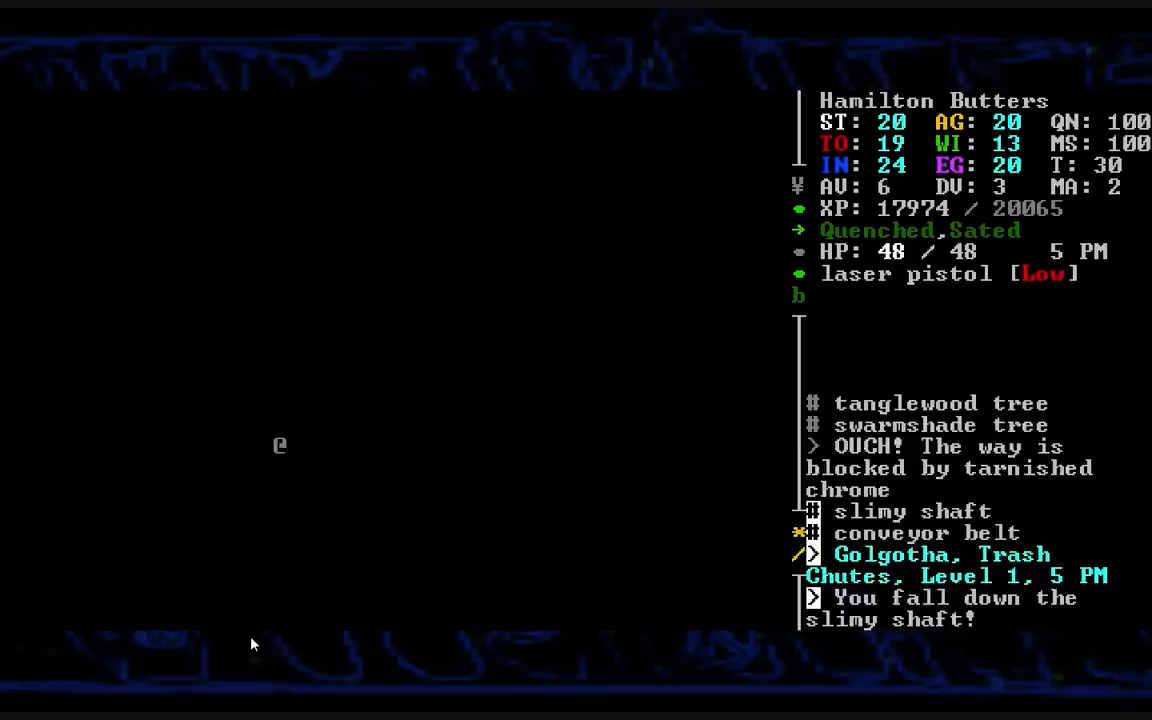 Hamilton Butters
ST: 20 AG: 20 QN: 100
TO: 19 WI: 13 MS: 100
IN: 24 EG: 20 T: 30
¥ AV: 6 DV: 3 MA: 2
XP: 17974 / 20065
→ Quenched,Sated
HP: 48 / 48 5 PM
laser pistol [Low]
b
# tanglewood tree
# swarmshade tree
> OUCH! The way is
blocked by tarnished
chrome
@
# slimy shaft
*# conveyor belt
/> Golgotha, Trash
Chutes, Level 1, 5 PM
> You fall down the
slimy shaft!